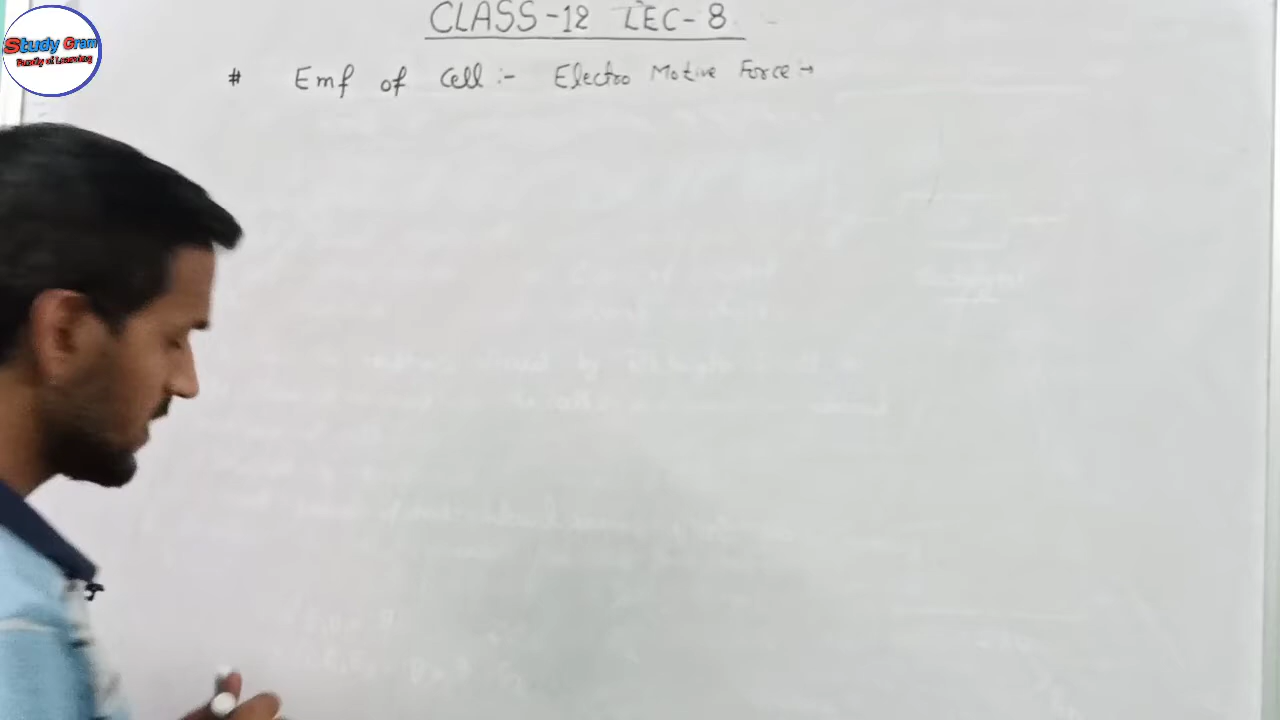 Study Gram
Family of Learning
CLASS-12 LEC-8
# Emf of Cell :- Electro Motive Force :→